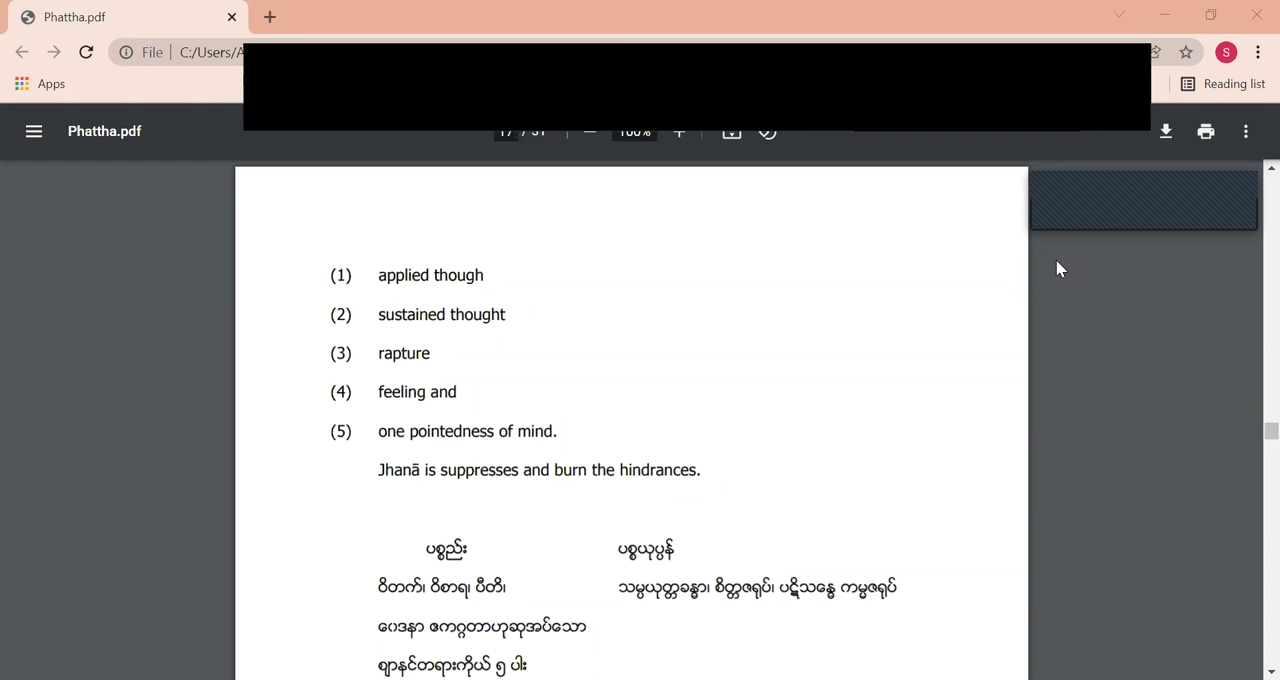 Phattha.pdf
File | C:/Users/A
Apps
Reading list
Phattha.pdf
17 / 31
100%
(1) applied though
(2) sustained thought
(3) rapture
(4) feeling and
(5) one pointedness of mind.
Jhanā is suppresses and burn the hindrances.
ပစ္စည်း ပစ္စယုပ္ပန်
ဝိတက်၊ ဝိစာရ၊ ပီတိ၊ သမ္ပယုတ္တခန္ဓာ၊ စိတ္တဇရုပ်၊ ပဋိသန္ဓေ ကမ္မဇရုပ်
ဝေဒနာ ဧကဂ္ဂတာဟုဆိုအပ်သော
ဈာနင်တရားကိုယ် ၅ ပါး